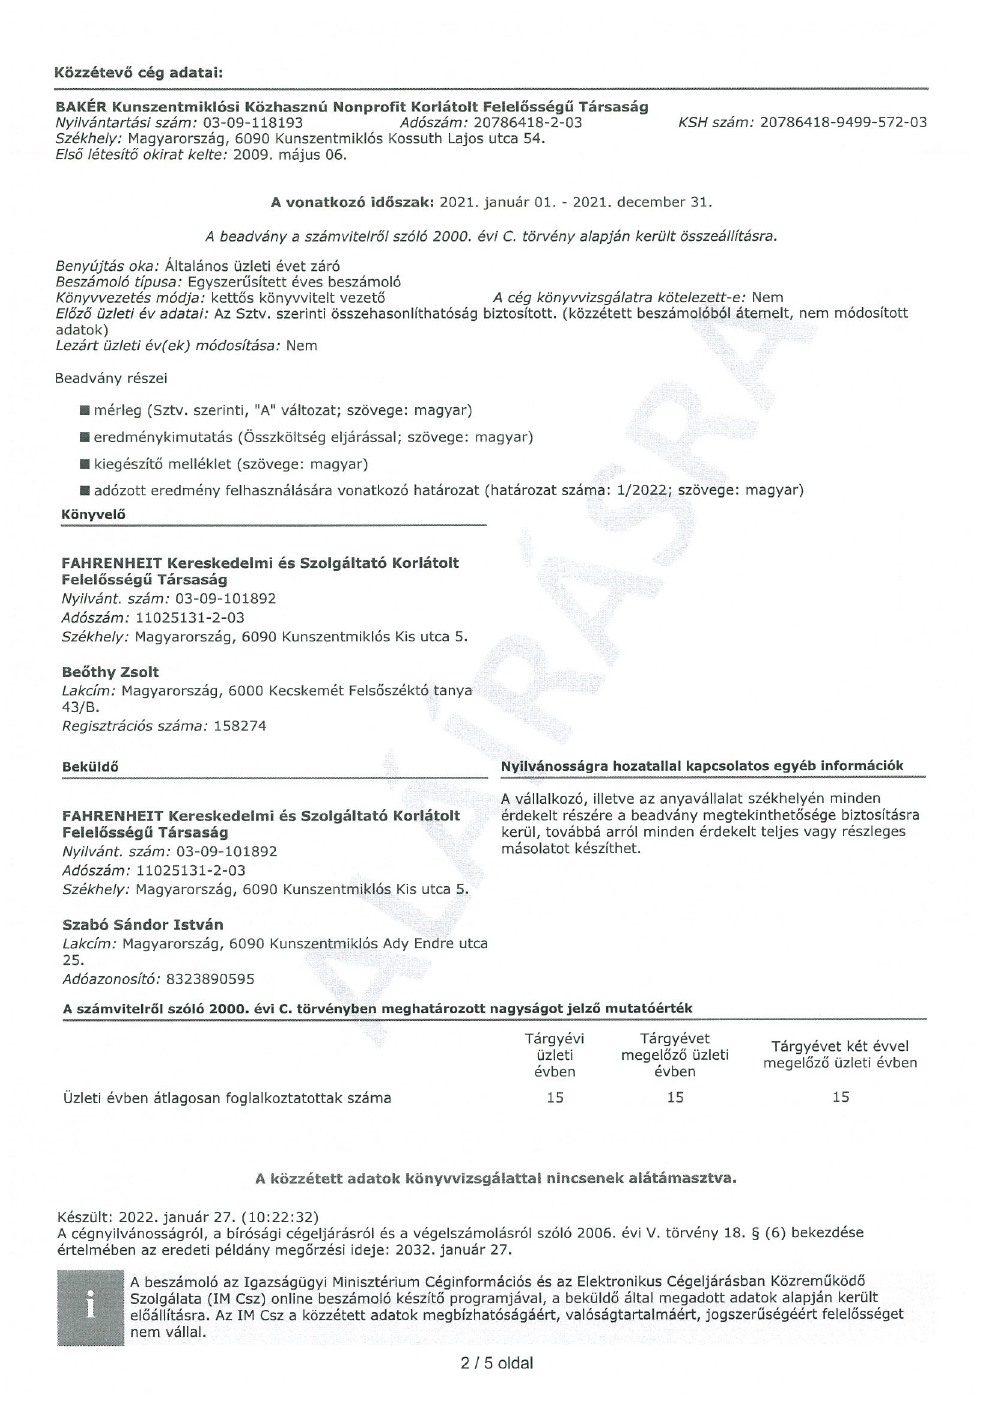 Közzétevő cég adatai:
BAKÉR Kunszentmiklósi Közhasznú Nonprofit Korlátolt Felelősségű Társaság
Nyilvántartási szám: 03-09-118193 Adószám: 20786418-2-03 KSH szám: 20786418-9499-572-03
Székhely: Magyarország, 6090 Kunszentmiklós Kossuth Lajos utca 54.
Első létesítő okirat kelte: 2009. május 06.
A vonatkozó időszak: 2021. január 01. - 2021. december 31.
A beadvány a számvitelről szóló 2000. évi C. törvény alapján került összeállításra.
Benyújtás oka: Általános üzleti évet záró
Beszámoló típusa: Egyszerűsített éves beszámoló
Könyvvezetés módja: kettős könyvvitelt vezető A cég könyvvizsgálatra kötelezett-e: Nem
Előző üzleti év adatai: Az Sztv. szerinti összehasonlíthatóság biztosított. (közzétett beszámolóból átemelt, nem módosított
adatok)
Lezárt üzleti év(ek) módosítása: Nem
Beadvány részei
■ mérleg (Sztv. szerinti, "A" változat; szövege: magyar)
■ eredménykimutatás (Összköltség eljárással; szövege: magyar)
■ kiegészítő melléklet (szövege: magyar)
■ adózott eredmény felhasználására vonatkozó határozat (határozat száma: 1/2022; szövege: magyar)
Könyvelő
FAHRENHEIT Kereskedelmi és Szolgáltató Korlátolt
Felelősségű Társaság
Nyilvánt. szám: 03-09-101892
Adószám: 11025131-2-03
Székhely: Magyarország, 6090 Kunszentmiklós Kis utca 5.
Beőthy Zsolt
Lakcím: Magyarország, 6000 Kecskemét Felsőszéktó tanya
43/B.
Regisztrációs száma: 158274
Beküldő
FAHRENHEIT Kereskedelmi és Szolgáltató Korlátolt
Felelősségű Társaság
Nyilvánt. szám: 03-09-101892
Adószám: 11025131-2-03
Székhely: Magyarország, 6090 Kunszentmiklós Kis utca 5.
Szabó Sándor István
Lakcím: Magyarország, 6090 Kunszentmiklós Ady Endre utca
25.
Adóazonosító: 8323890595
Nyilvánosságra hozatallal kapcsolatos egyéb információk
A vállalkozó, illetve az anyavállalat székhelyén minden
érdekelt részére a beadvány megtekinthetősége biztosításra
kerül, továbbá arról minden érdekelt teljes vagy részleges
másolatot készíthet.
A számvitelről szóló 2000. évi C. törvényben meghatározott nagyságot jelző mutatóérték
Tárgyévi
üzleti
évben
Tárgyévet
megelőző üzleti
évben
Tárgyévet két évvel
megelőző üzleti évben
Üzleti évben átlagosan foglalkoztatottak száma 15 15 15
A közzétett adatok könyvvizsgálattal nincsenek alátámasztva.
Készült: 2022. január 27. (10:22:32)
A cégnyilvánosságról, a bírósági cégeljárásról és a végelszámolásról szóló 2006. évi V. törvény 18. § (6) bekezdése
értelmében az eredeti példány megőrzési ideje: 2032. január 27.
i
A beszámoló az Igazságügyi Minisztérium Céginformációs és az Elektronikus Cégeljárásban Közreműködő
Szolgálata (IM Csz) online beszámoló készítő programjával, a beküldő által megadott adatok alapján került
előállításra. Az IM Csz a közzétett adatok megbízhatóságáért, valóságtartalmáért, jogszerűségéért felelősséget
nem vállal.
2 / 5 oldal
ALÁÍRÁSRA